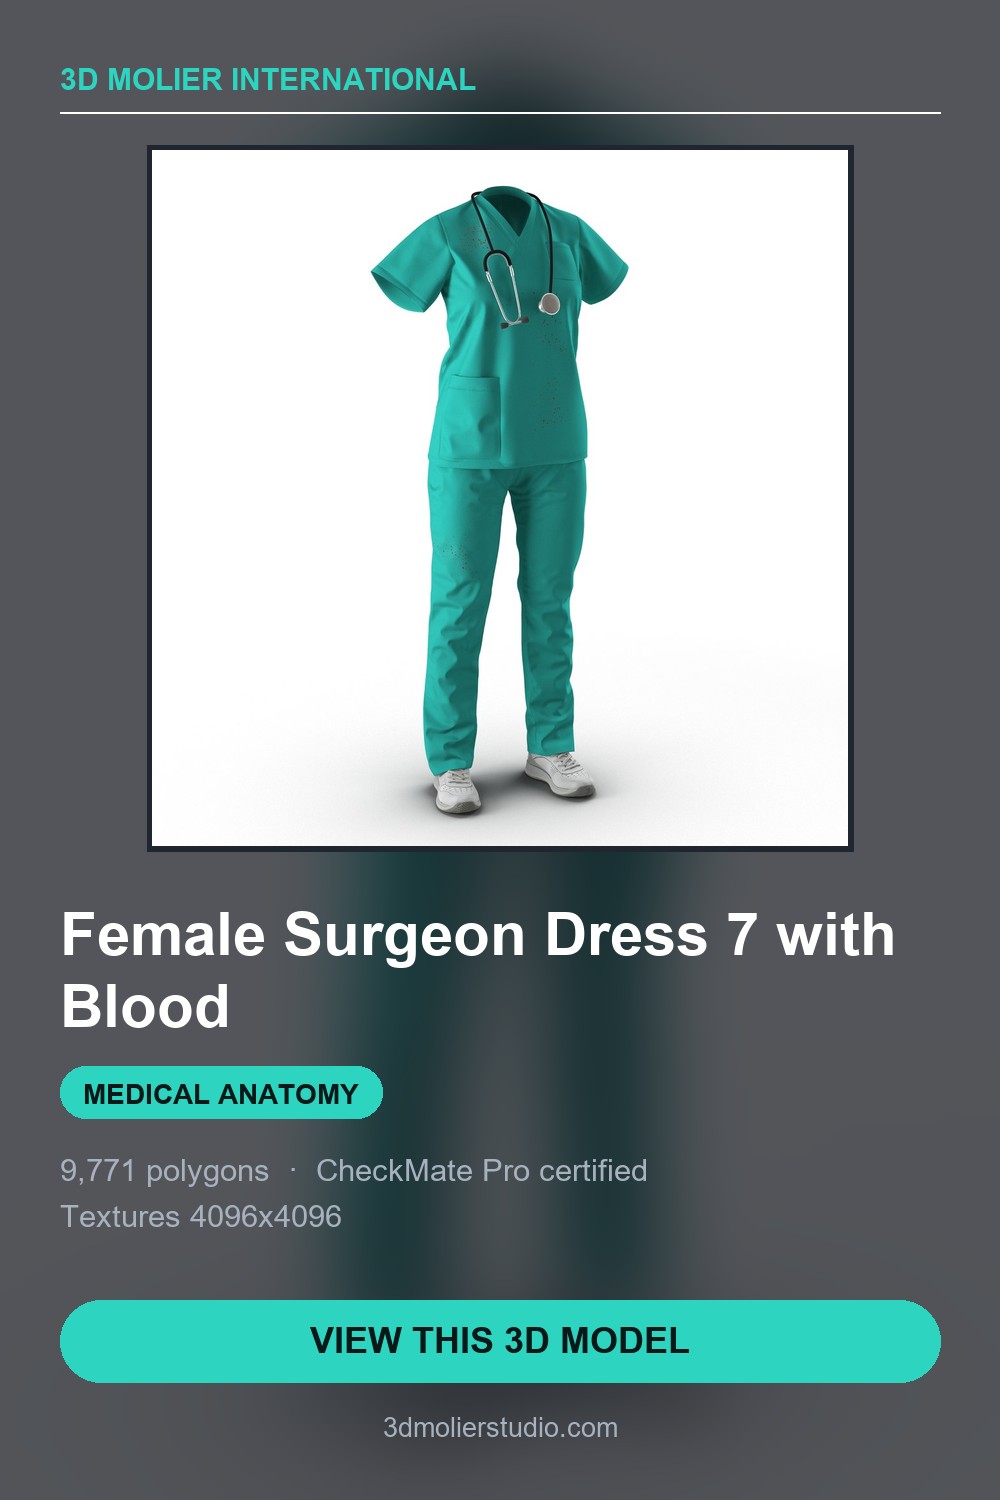 3D MOLIER INTERNATIONAL
Female Surgeon Dress 7 with
Blood
MEDICAL ANATOMY
9,771 polygons · CheckMate Pro certified
Textures 4096x4096
VIEW THIS 3D MODEL
3dmolierstudio.com